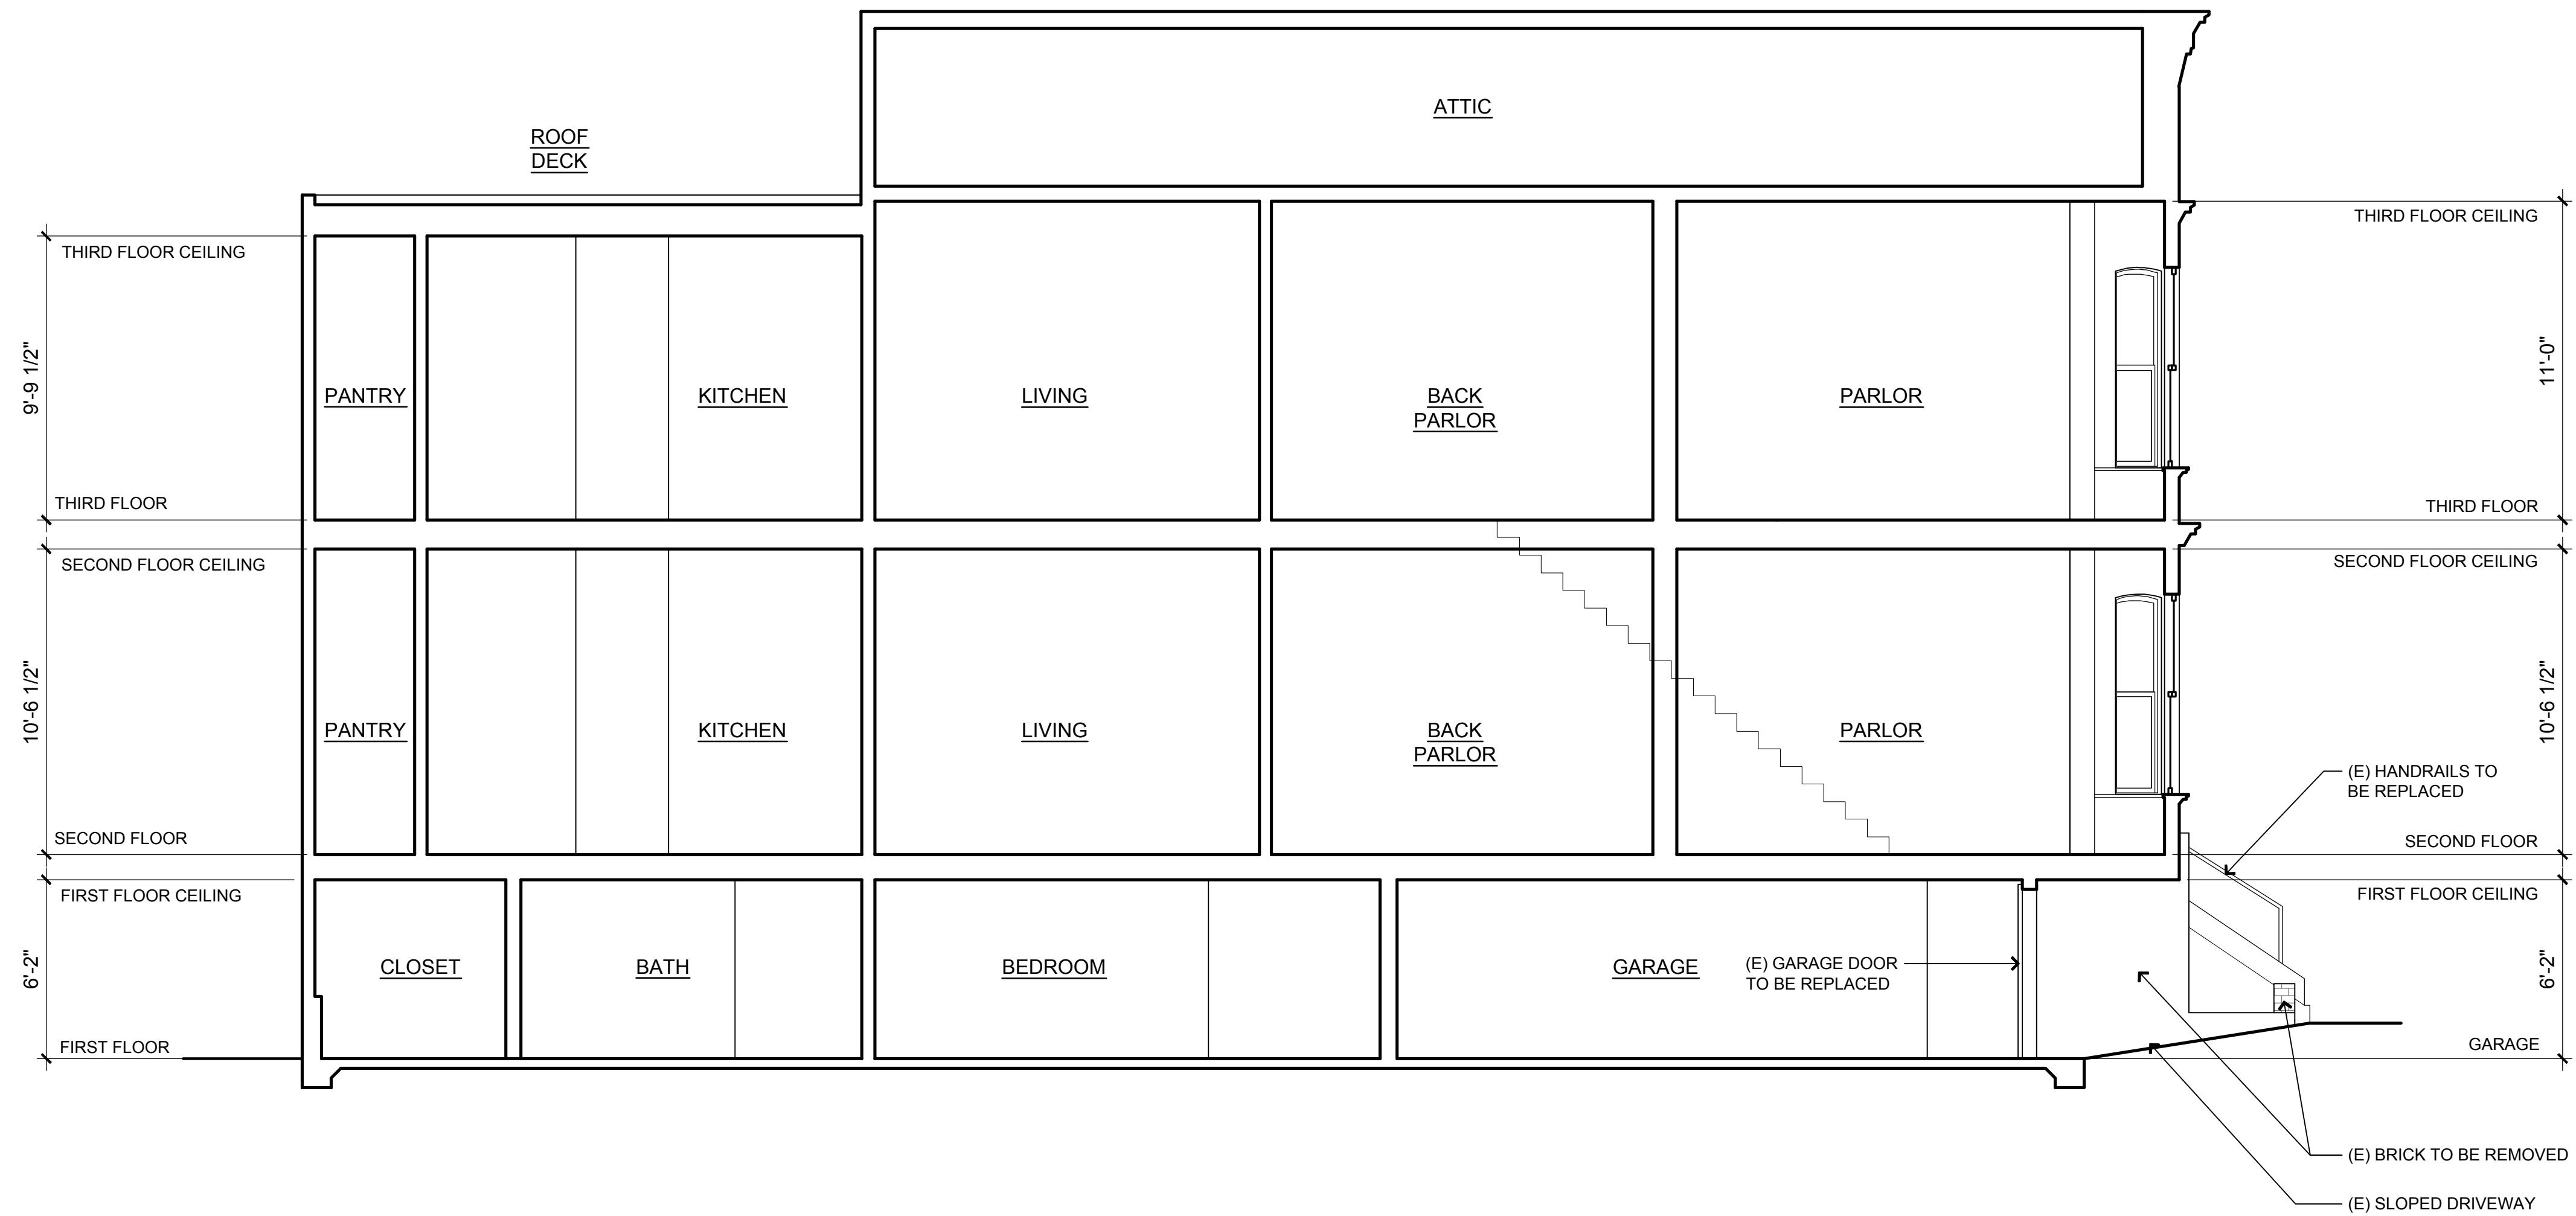 ATTIC
ROOF
DECK
THIRD FLOOR CEILING
THIRD FLOOR CEILING
9'-9 1/2"
11'-0"
PANTRY
KITCHEN
LIVING
BACK
PARLOR
PARLOR
THIRD FLOOR
THIRD FLOOR
SECOND FLOOR CEILING
SECOND FLOOR CEILING
10'-6 1/2"
10'-6 1/2"
PANTRY
KITCHEN
LIVING
BACK
PARLOR
PARLOR
(E) HANDRAILS TO
BE REPLACED
SECOND FLOOR
SECOND FLOOR
FIRST FLOOR CEILING
FIRST FLOOR CEILING
6'-2"
6'-2"
CLOSET
BATH
BEDROOM
GARAGE
(E) GARAGE DOOR
TO BE REPLACED
FIRST FLOOR
GARAGE
(E) BRICK TO BE REMOVED
(E) SLOPED DRIVEWAY